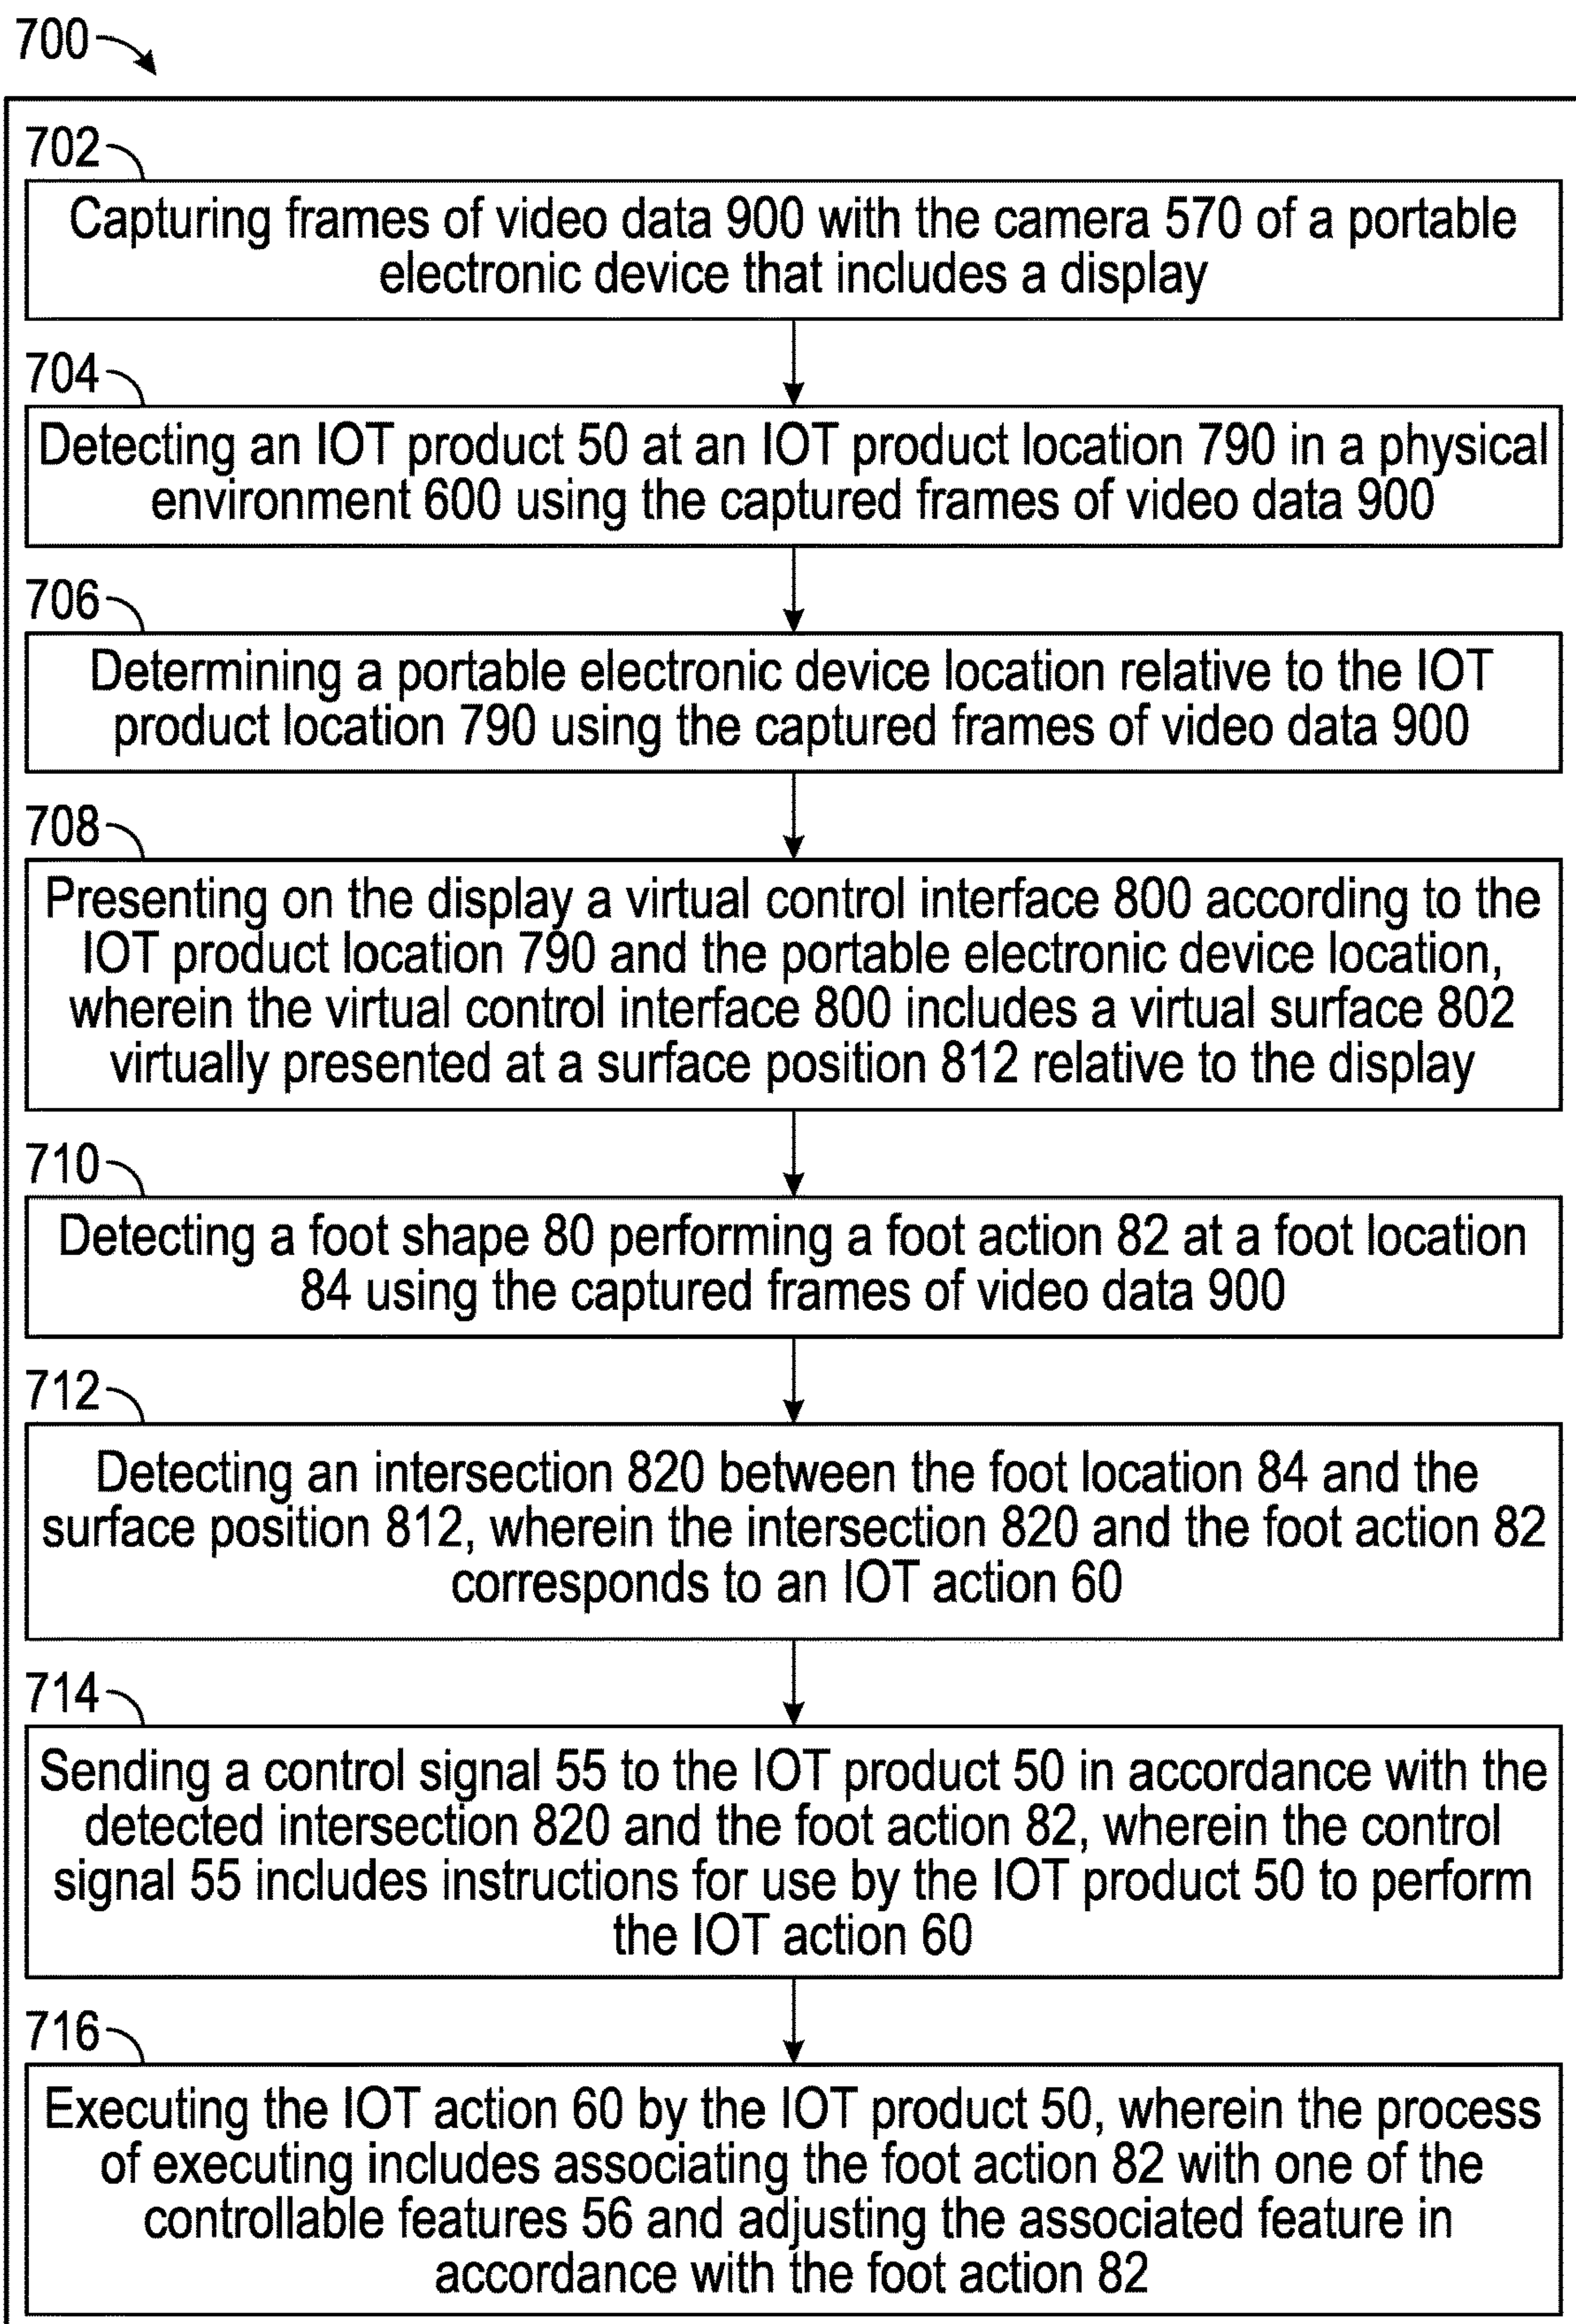 700
702
Capturing frames of video data 900 with the camera 570 of a portable
electronic device that includes a display
704
Detecting an IOT product 50 at an IOT product location 790 in a physical
environment 600 using the captured frames of video data 900
706
Determining a portable electronic device location relative to the IOT
product location 790 using the captured frames of video data 900
708
Presenting on the display a virtual control interface 800 according to the
IOT product location 790 and the portable electronic device location,
wherein the virtual control interface 800 includes a virtual surface 802
virtually presented at a surface position 812 relative to the display
710
Detecting a foot shape 80 performing a foot action 82 at a foot location
84 using the captured frames of video data 900
712
Detecting an intersection 820 between the foot location 84 and the
surface position 812, wherein the intersection 820 and the foot action 82
corresponds to an IOT action 60
714
Sending a control signal 55 to the IOT product 50 in accordance with the
detected intersection 820 and the foot action 82, wherein the control
signal 55 includes instructions for use by the IOT product 50 to perform
the IOT action 60
716
Executing the IOT action 60 by the IOT product 50, wherein the process
of executing includes associating the foot action 82 with one of the
controllable features 56 and adjusting the associated feature in
accordance with the foot action 82